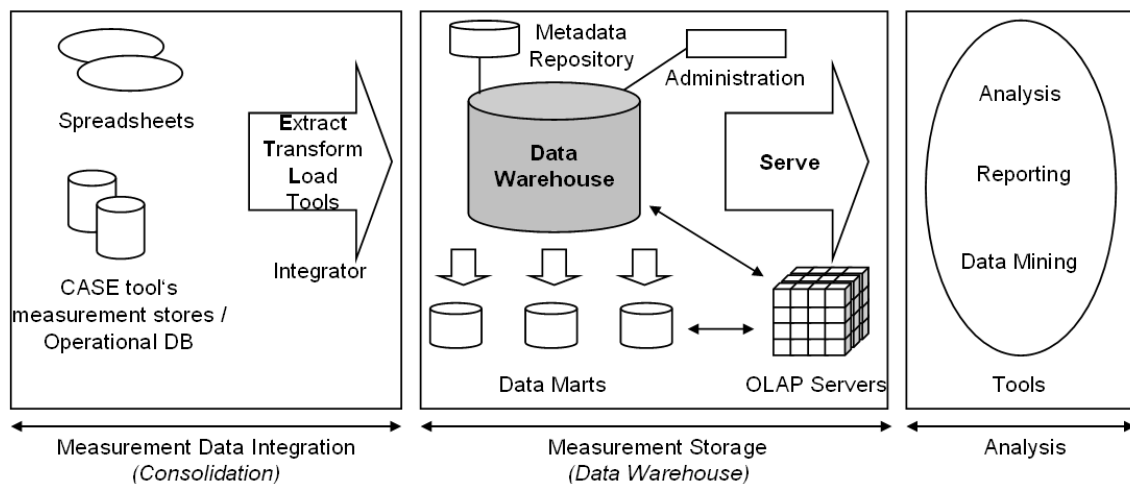 Spreadsheets
CASE tool‘s
measurement stores /
Operational DB
Extract
Transform
Load
Tools
Integrator
Metadata
Repository
Administration
Data
Warehouse
Serve
Data Marts
OLAP Servers
Analysis
Reporting
Data Mining
Tools
Measurement Data Integration
(Consolidation)
Measurement Storage
(Data Warehouse)
Analysis